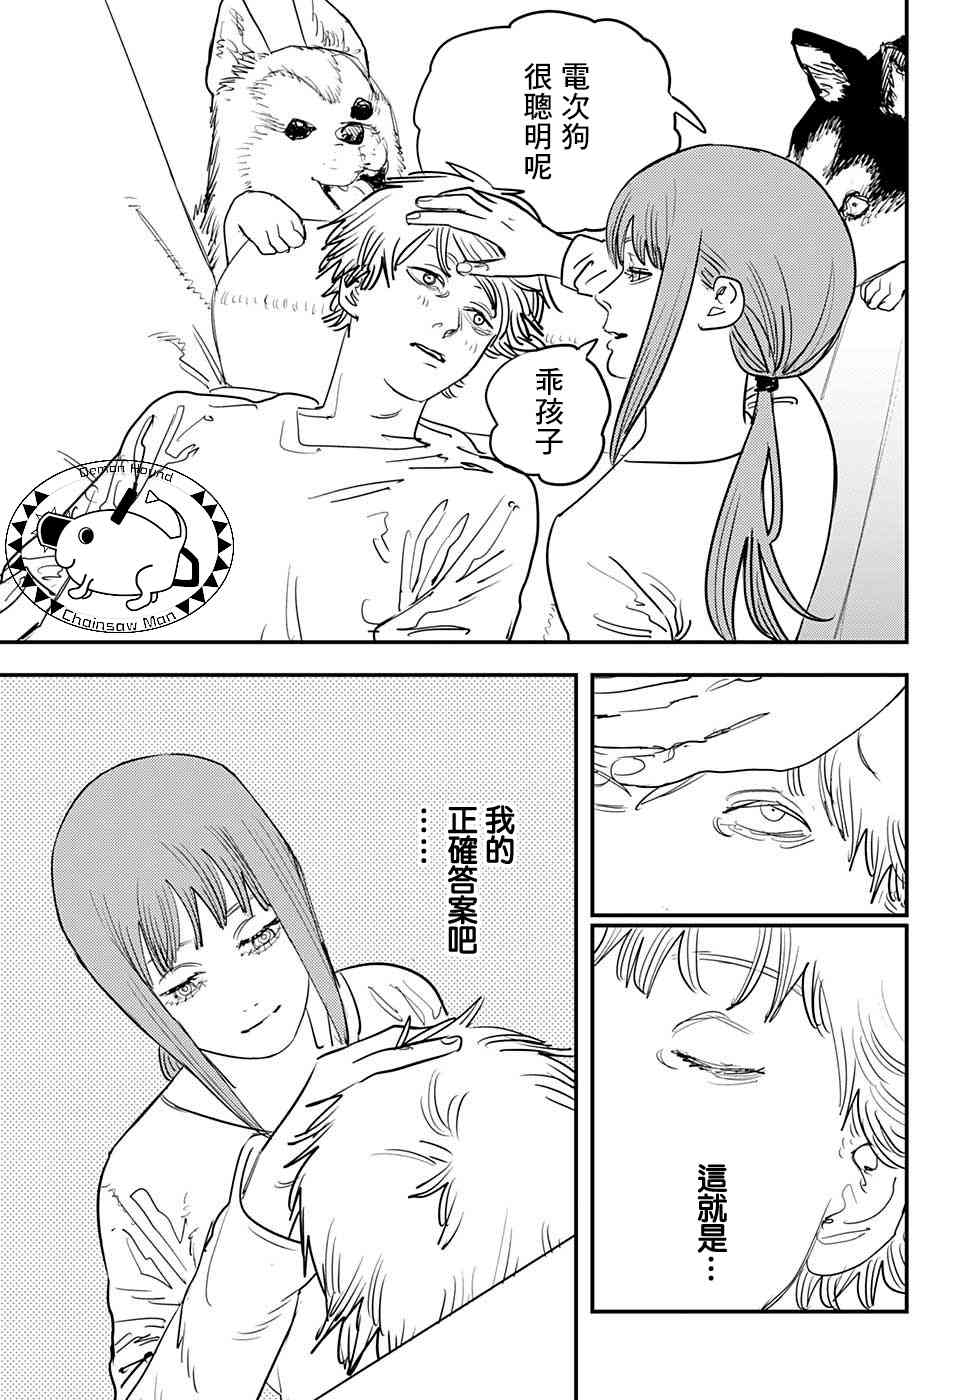 電次狗
很聰明呢
乖孩子
Demon Hound
Chainsaw Man
這就是…
我的
正確答案吧
……